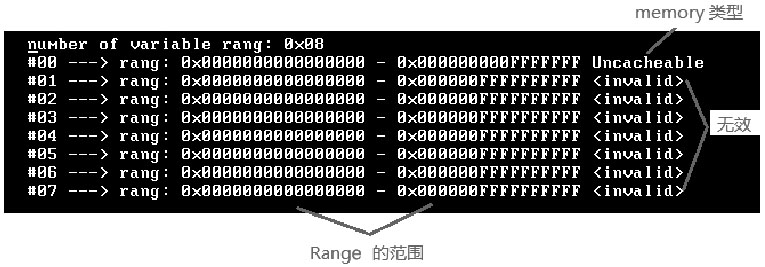 memory 类型
number of variable rang: 0x08
#00 ---> rang: 0x0000000000000000 - 0x000000000FFFFFFF Uncacheable
#01 ---> rang: 0x0000000000000000 - 0x000000FFFFFFFFFF <invalid>
#02 ---> rang: 0x0000000000000000 - 0x000000FFFFFFFFFF <invalid>
#03 ---> rang: 0x0000000000000000 - 0x000000FFFFFFFFFF <invalid>
#04 ---> rang: 0x0000000000000000 - 0x000000FFFFFFFFFF <invalid>
#05 ---> rang: 0x0000000000000000 - 0x000000FFFFFFFFFF <invalid>
#06 ---> rang: 0x0000000000000000 - 0x000000FFFFFFFFFF <invalid>
#07 ---> rang: 0x0000000000000000 - 0x000000FFFFFFFFFF <invalid>
无效
Range 的范围